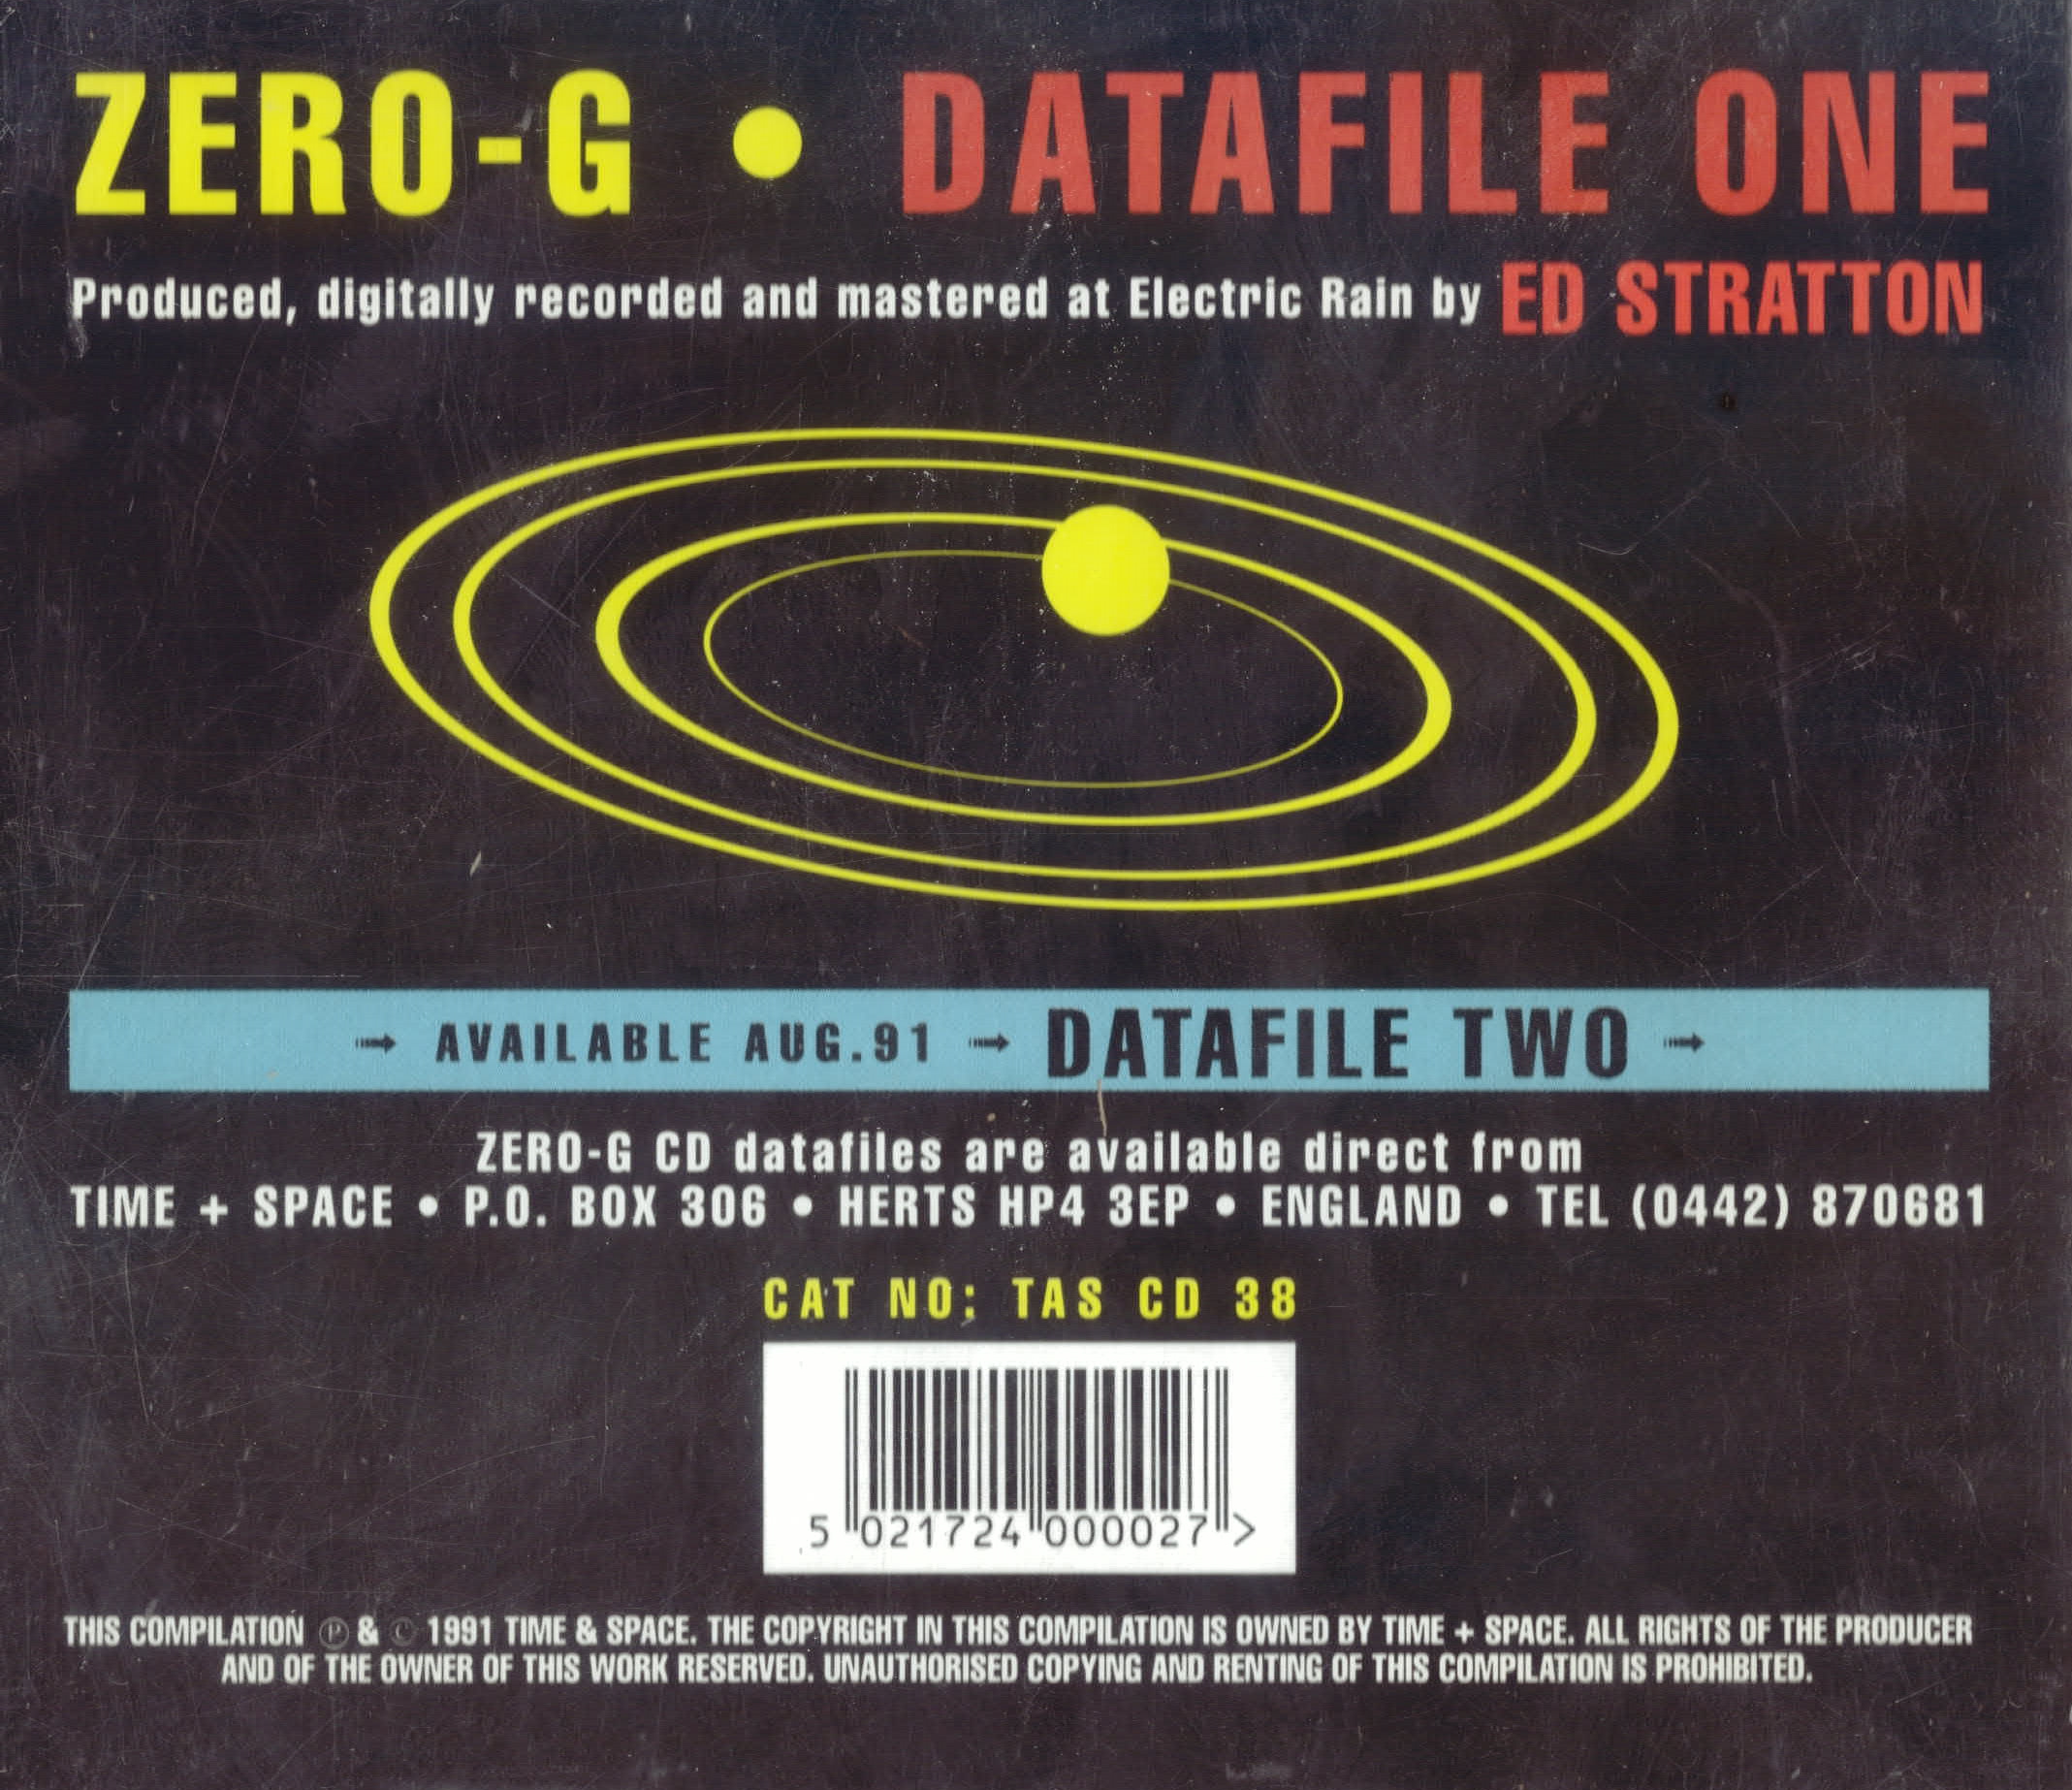 ZERO-G • DATAFILE ONE
Produced, digitally recorded and mastered at Electric Rain by ED STRATTON
→ AVAILABLE AUG.91 → DATAFILE TWO →
ZERO-G CD datafiles are available direct from
TIME + SPACE • P.O. BOX 306 • HERTS HP4 3EP • ENGLAND • TEL (0442) 870681
CAT NO: TAS CD 38
5 021724 000027 >
THIS COMPILATION ℗ & © 1991 TIME & SPACE. THE COPYRIGHT IN THIS COMPILATION IS OWNED BY TIME + SPACE. ALL RIGHTS OF THE PRODUCER
AND OF THE OWNER OF THIS WORK RESERVED. UNAUTHORISED COPYING AND RENTING OF THIS COMPILATION IS PROHIBITED.